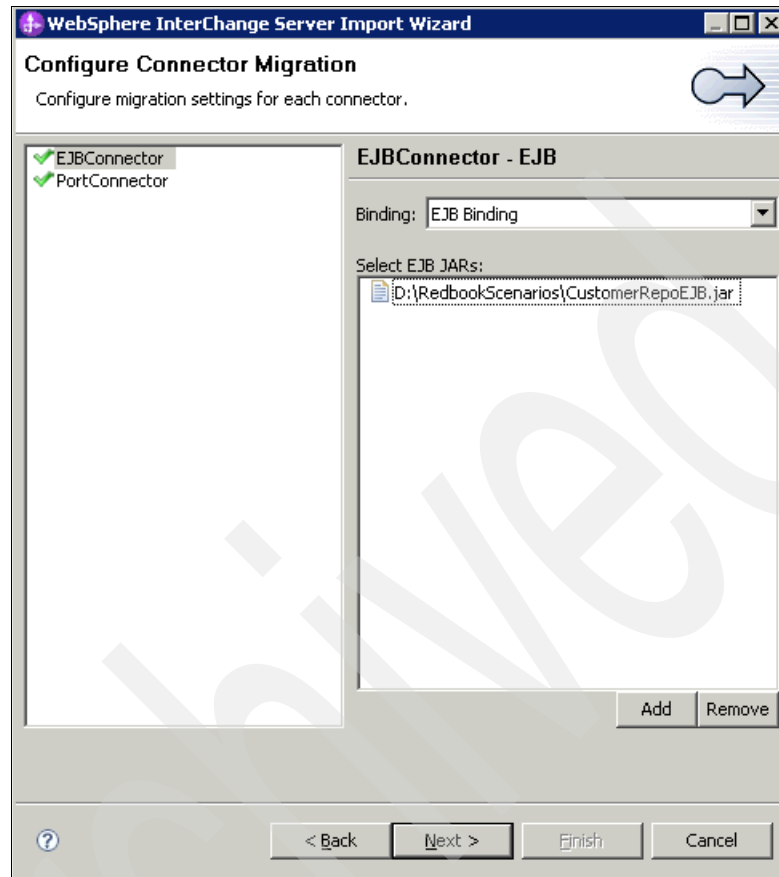 WebSphere InterChange Server Import Wizard
Configure Connector Migration
Configure migration settings for each connector.
EJBConnector
PortConnector
EJBConnector - EJB
Binding: EJB Binding
Select EJB JARs:
D:\RedbookScenarios\CustomerRepoEJB.jar
Add Remove
? < Back Next > Finish Cancel